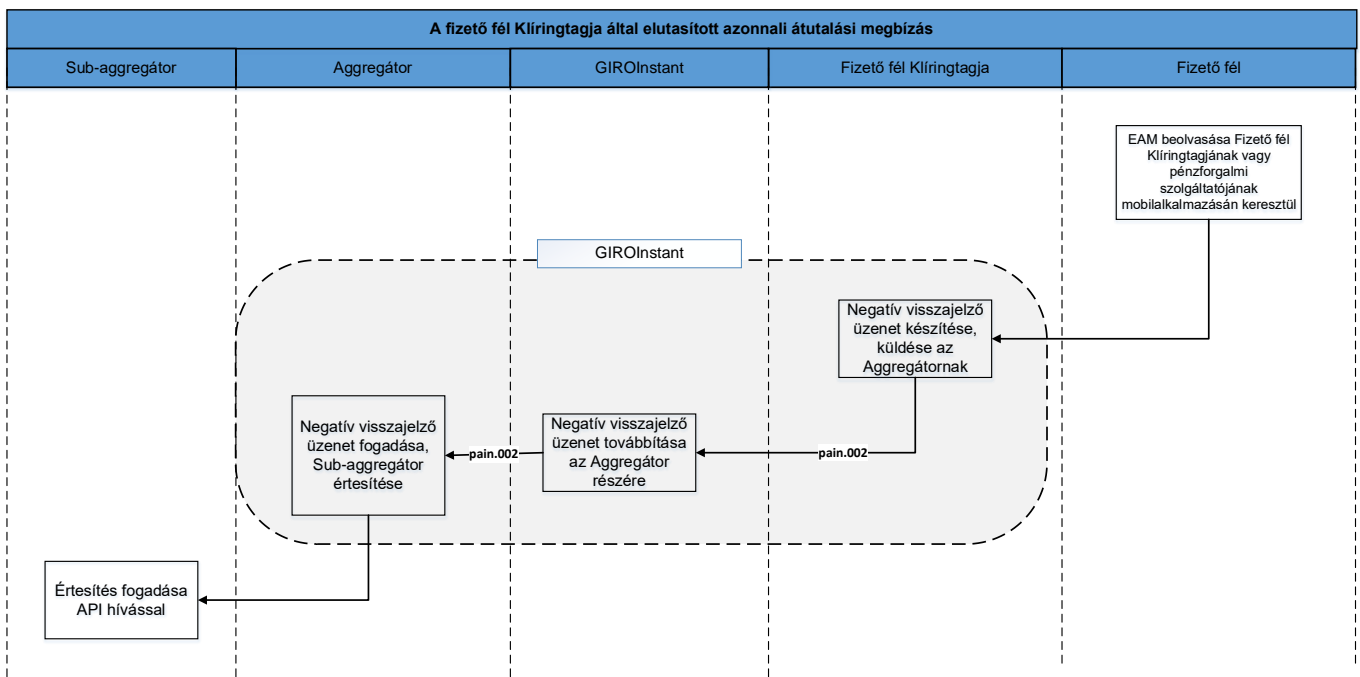 A fizető fél Klíringtagja által elutasított azonnali átutalási megbízás
Sub-aggregátor
Aggregátor
GIROInstant
Fizető fél Klíringtagja
Fizető fél
EAM beolvasása Fizető fél
Klíringtagjának vagy
pénzforgalmi
szolgáltatójának
mobilalkalmazásán keresztül
GIROInstant
Negatív visszajelző
üzenet készítése,
küldése az
Aggregátornak
Negatív visszajelző
üzenet fogadása,
Sub-aggregátor
értesítése
pain.002
Negatív visszajelző
üzenet továbbítása
az Aggregátor
részére
pain.002
Értesítés fogadása
API hívással